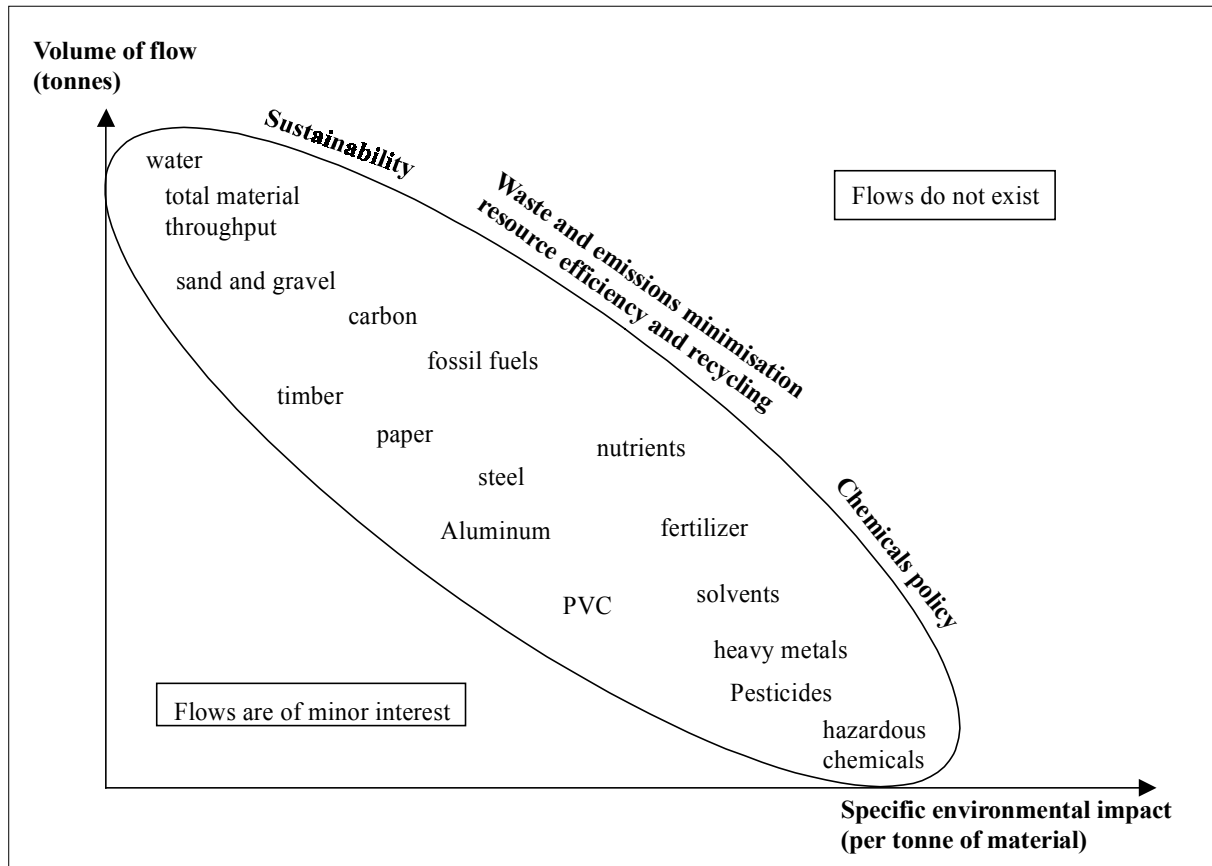 Volume of flow
(tonnes)
Sustainability
Waste and emissions minimisation
resource efficiency and recycling
water
total material
throughput
Flows do not exist
sand and gravel
carbon
fossil fuels
timber
paper
nutrients
steel
Aluminum
fertilizer
Chemicals policy
PVC
solvents
heavy metals
Pesticides
Flows are of minor interest
hazardous
chemicals
Specific environmental impact
(per tonne of material)